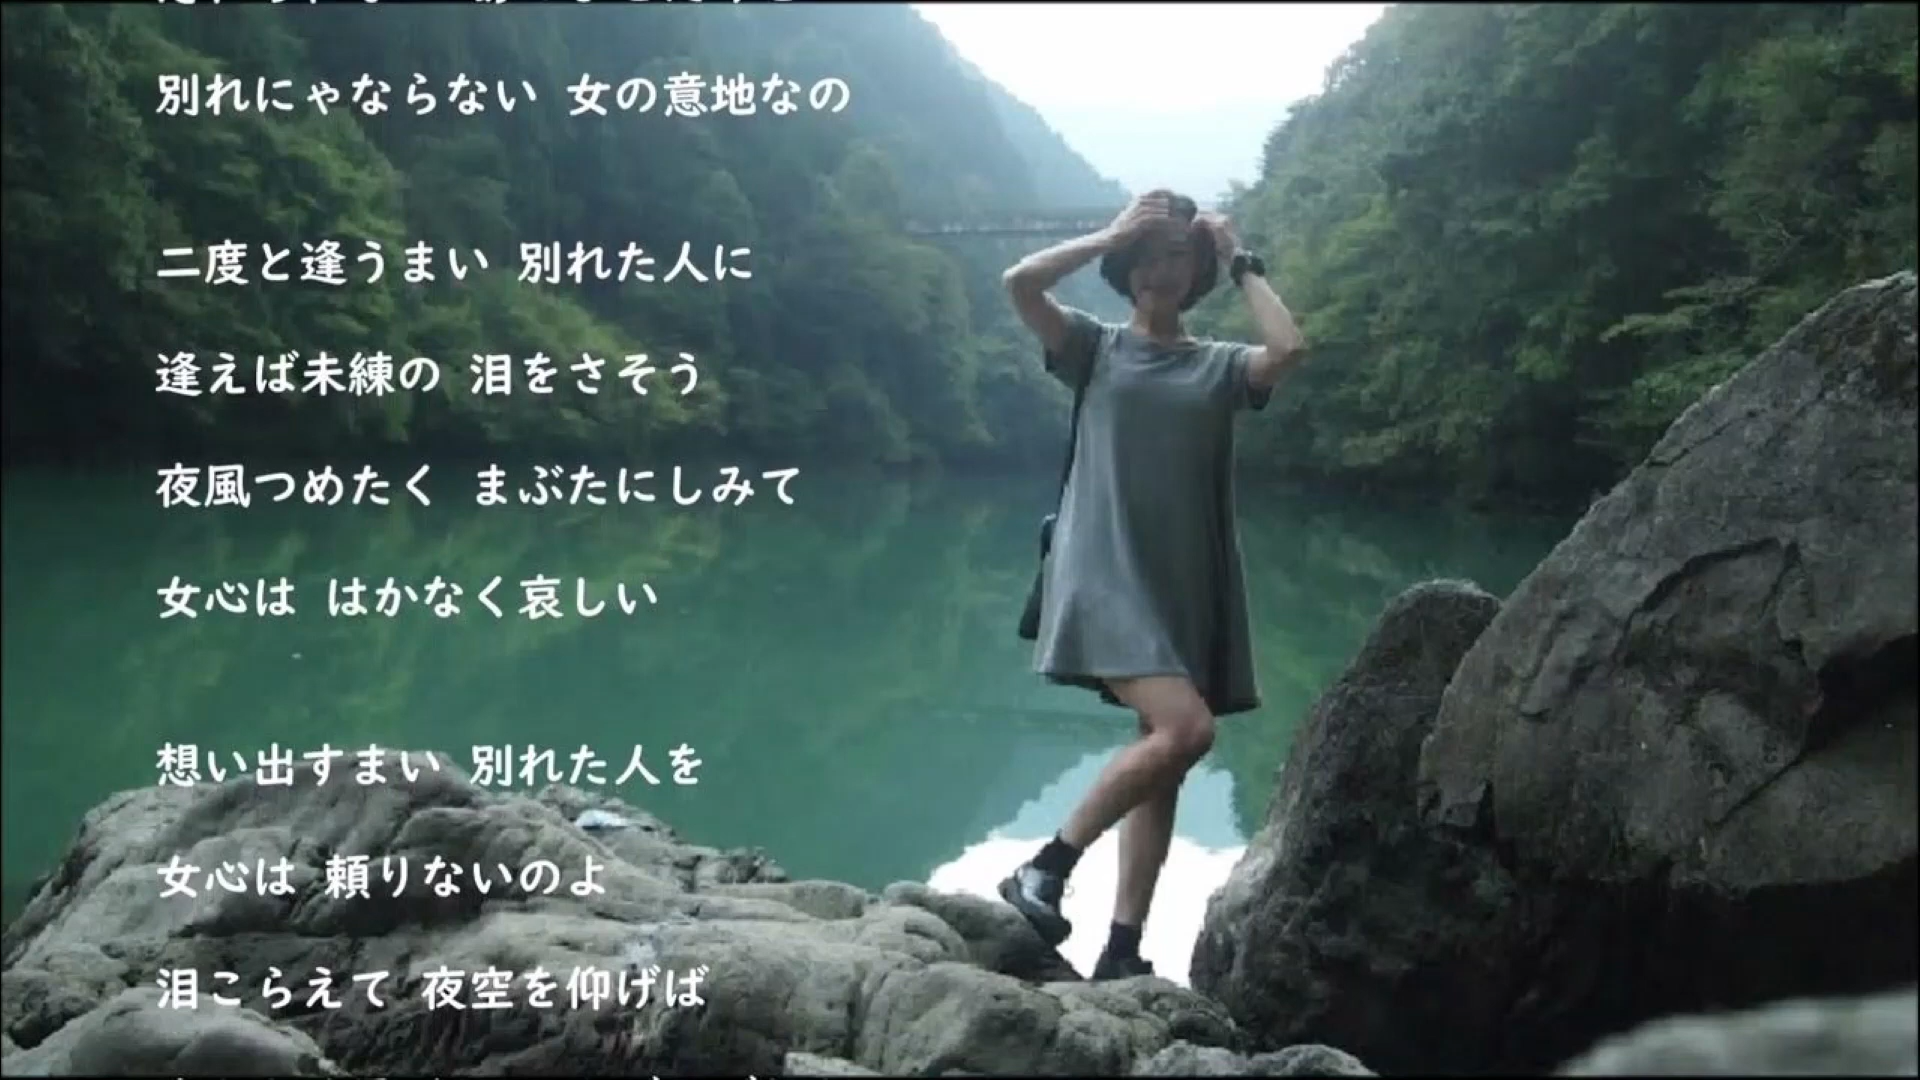 別れにゃならない 女の意地なの
二度と逢うまい 別れた人に
逢えば未練の 泪をさそう
夜風つめたく まぶたにしみて
女心は はかなく哀しい
想い出すまい 別れた人を
女心は 頼りないのよ
泪こらえて 夜空を仰げば